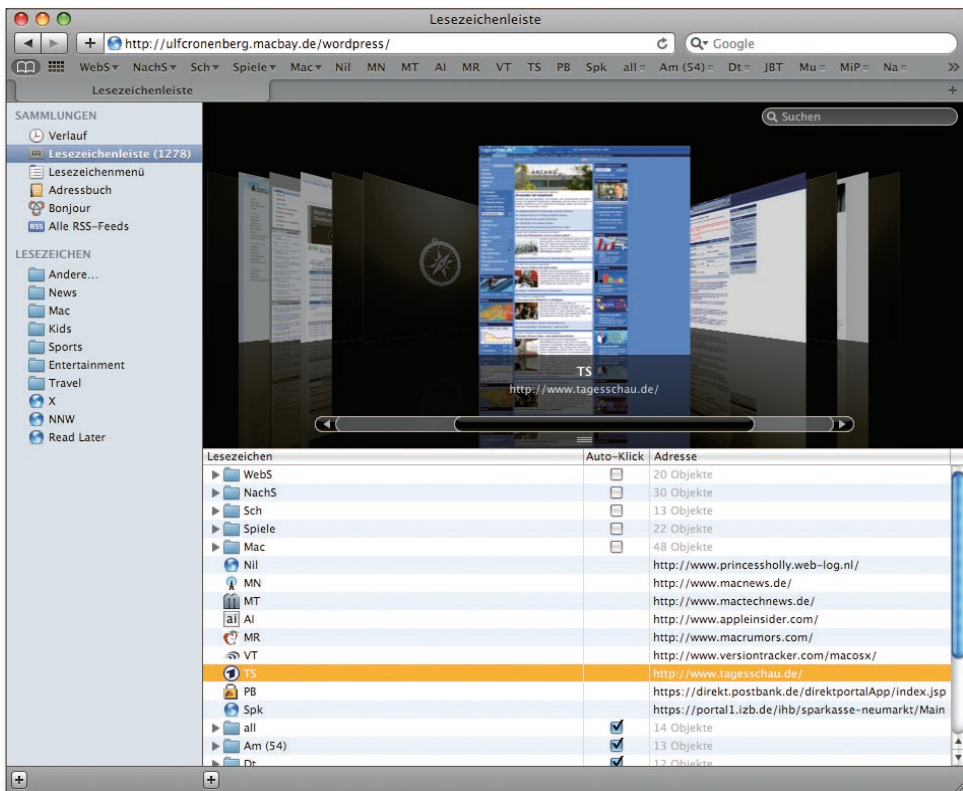 Lesezeichenleiste
http://ulfcronenberg.macbay.de/wordpress/
Google
WebS NachS Sch Spiele Mac Nil MN MT AI MR VT TS PB Spk all Am (54) Dt JBT Mu MiP Na
Lesezeichenleiste
SAMMLUNGEN
Verlauf
Lesezeichenleiste (1278)
Lesezeichenmenü
Adressbuch
Bonjour
RSS Alle RSS-Feeds
LESEZEICHEN
Andere...
News
Mac
Kids
Sports
Entertainment
Travel
X
NNW
Read Later
Suchen
TS
http://www.tagesschau.de/
Lesezeichen Auto-Klick Adresse
WebS 20 Objekte
NachS 30 Objekte
Sch 13 Objekte
Spiele 22 Objekte
Mac 48 Objekte
Nil http://www.princessholly.web-log.nl/
MN http://www.macnews.de/
MT http://www.mactechnews.de/
ai AI http://www.appleinsider.com/
MR http://www.macrumors.com/
VT http://www.versiontracker.com/macosx/
TS http://www.tagesschau.de/
PB https://direkt.postbank.de/direktportalApp/index.jsp
Spk https://portal1.izb.de/ihb/sparkasse-neumarkt/Main
all 14 Objekte
Am (54) 13 Objekte
Dt 12 Objekte